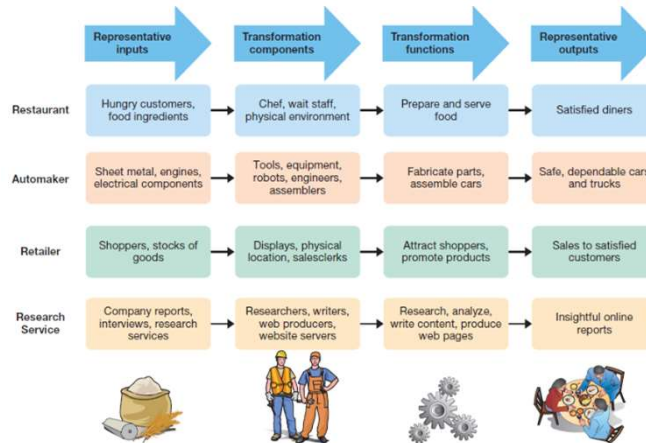 Representative
inputs
Transformation
components
Transformation
functions
Representative
outputs
Restaurant
Hungry customers,
food ingredients
Chef, wait staff,
physical environment
Prepare and serve
food
Satisfied diners
Automaker
Sheet metal, engines,
electrical components
Tools, equipment,
robots, engineers,
assemblers
Fabricate parts,
assemble cars
Safe, dependable cars
and trucks
Retailer
Shoppers, stocks of
goods
Displays, physical
location, salesclerks
Attract shoppers,
promote products
Sales to satisfied
customers
Research
Service
Company reports,
interviews, research
services
Researchers, writers,
web producers,
website servers
Research, analyze,
write content, produce
web pages
Insightful online
reports